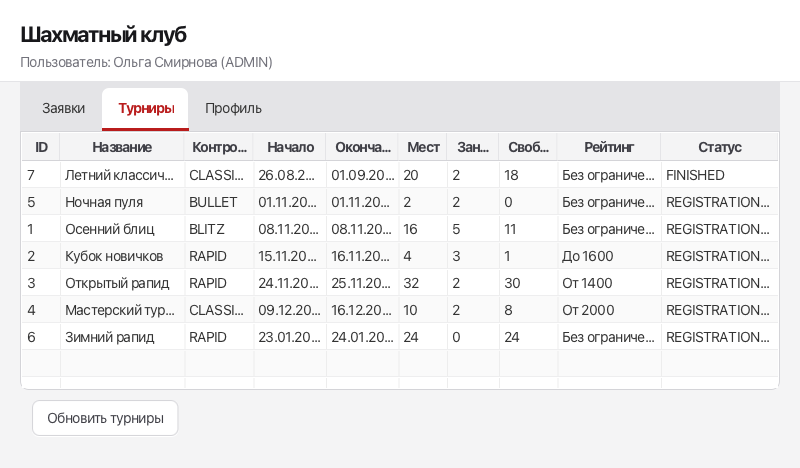 Шахматный клуб
Пользователь: Ольга Смирнова (ADMIN)
Заявки Турниры Профиль
ID Название Контро... Начало Оконча... Мест Зан... Своб... Рейтинг Статус
7 Летний классич... CLASSI... 26.08.2... 01.09.20... 20 2 18 Без ограниче... FINISHED
5 Ночная пуля BULLET 01.11.20... 01.11.20... 2 2 0 Без ограниче... REGISTRATION...
1 Осенний блиц BLITZ 08.11.20... 08.11.20... 16 5 11 Без ограниче... REGISTRATION...
2 Кубок новичков RAPID 15.11.20... 16.11.20... 4 3 1 До 1600 REGISTRATION...
3 Открытый рапид RAPID 24.11.20... 25.11.20... 32 2 30 От 1400 REGISTRATION...
4 Мастерский тур... CLASSI... 09.12.20... 16.12.20... 10 2 8 От 2000 REGISTRATION...
6 Зимний рапид RAPID 23.01.20... 24.01.20... 24 0 24 Без ограниче... REGISTRATION...
Обновить турниры